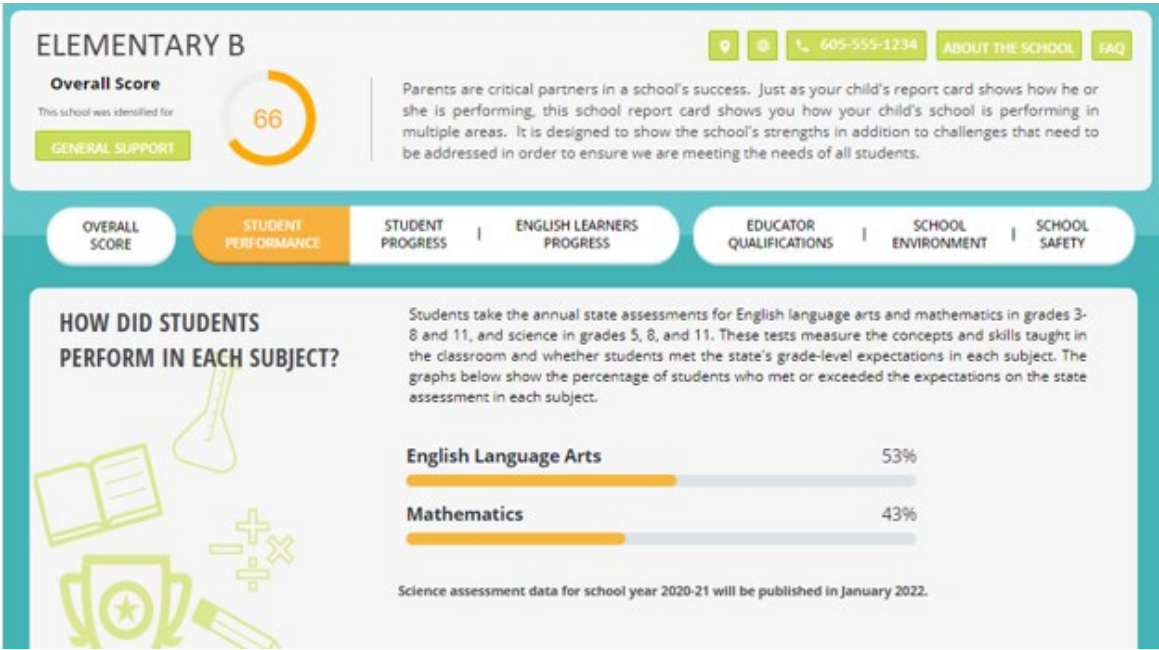 ELEMENTARY B
605-555-1234
ABOUT THE SCHOOL
FAQ
Overall Score
This school was identified for
GENERAL SUPPORT
66
Parents are critical partners in a school's success. Just as your child's report card shows how he or
she is performing, this school report card shows you how your child's school is performing in
multiple areas. It is designed to show the school's strengths in addition to challenges that need to
be addressed in order to ensure we are meeting the needs of all students.
OVERALL
SCORE
STUDENT
PERFORMANCE
STUDENT
PROGRESS
ENGLISH LEARNERS
PROGRESS
EDUCATOR
QUALIFICATIONS
SCHOOL
ENVIRONMENT
SCHOOL
SAFETY
HOW DID STUDENTS
PERFORM IN EACH SUBJECT?
Students take the annual state assessments for English language arts and mathematics in grades 3-
8 and 11, and science in grades 5, 8, and 11. These tests measure the concepts and skills taught in
the classroom and whether students met the state's grade-level expectations in each subject. The
graphs below show the percentage of students who met or exceeded the expectations on the state
assessment in each subject.
English Language Arts 53%
Mathematics 43%
Science assessment data for school year 2020-21 will be published in January 2022.